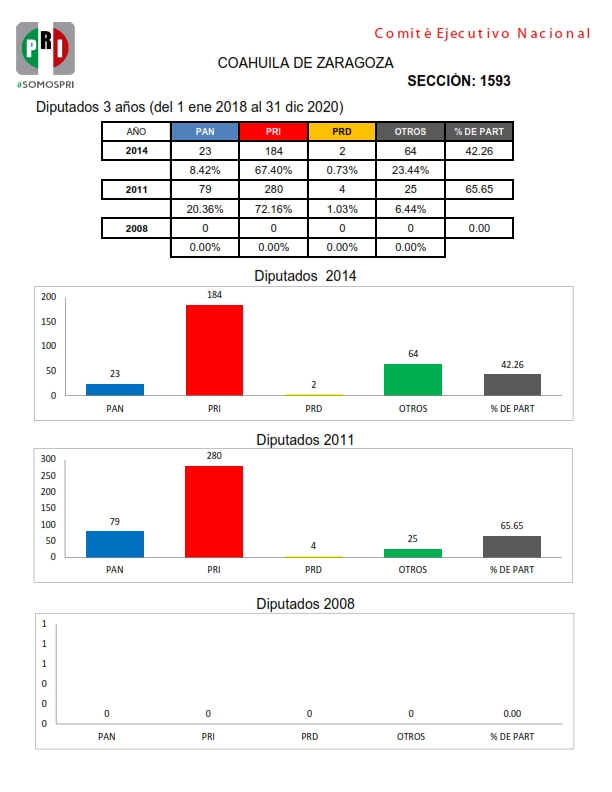 Comité Ejecutivo Nacional
PRI
#SOMOSPRI
COAHUILA DE ZARAGOZA
SECCIÓN: 1593
Diputados 3 años (del 1 ene 2018 al 31 dic 2020)
AÑO PAN PRI PRD OTROS % DE PART
2014 23 184 2 64 42.26
8.42% 67.40% 0.73% 23.44%
2011 79 280 4 25 65.65
20.36% 72.16% 1.03% 6.44%
2008 0 0 0 0 0.00
0.00% 0.00% 0.00% 0.00%
Diputados 2014
200
150
100
50
0
23 184 2 64 42.26
PAN PRI PRD OTROS % DE PART
Diputados 2011
300
250
200
150
100
50
0
79 280 4 25 65.65
PAN PRI PRD OTROS % DE PART
Diputados 2008
1
1
1
0
0
0
0 0 0 0 0.00
PAN PRI PRD OTROS % DE PART